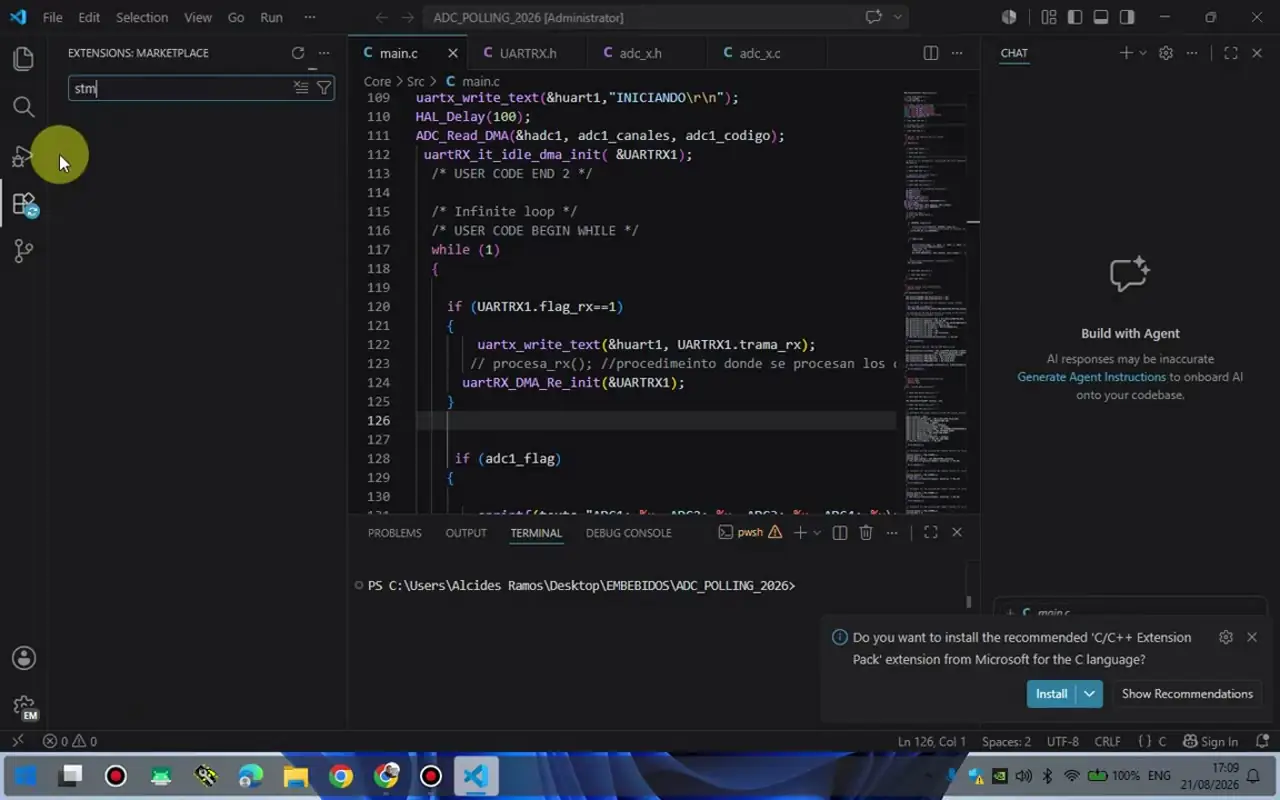 File Edit Selection View Go Run ···
ADC_POLLING_2026 [Administrator]
EXTENSIONS: MARKETPLACE
stm
main.c
UARTRX.h
adc_x.h
adc_x.c
Core > Src > C main.c
109 uartx_write_text(&huart1,"INICIANDO\r\n");
110 HAL_Delay(100);
111 ADC_Read_DMA(&hadc1, adc1_canales, adc1_codigo);
112 uartRX_it_idle_dma_init( &UARTRX1);
113 /* USER CODE END 2 */
114
115 /* Infinite loop */
116 /* USER CODE BEGIN WHILE */
117 while (1)
118 {
119
120 if (UARTRX1.flag_rx==1)
121 {
122 uartx_write_text(&huart1, UARTRX1.trama_rx);
123 // procesa_rx(); //procedimeinto donde se procesan los
124 uartRX_DMA_Re_init(&UARTRX1);
125 }
126
127
128 if (adc1_flag)
129 {
130
PROBLEMS OUTPUT TERMINAL DEBUG CONSOLE
pwsh
PS C:\Users\Alcides Ramos\Desktop\EMBEBIDOS\ADC_POLLING_2026>
CHAT
Build with Agent
AI responses may be inaccurate
Generate Agent Instructions to onboard AI
onto your codebase.
main.c
Do you want to install the recommended 'C/C++ Extension
Pack' extension from Microsoft for the C language?
Install
Show Recommendations
EM
0 0
Ln 126, Col 1 Spaces: 2 UTF-8 CRLF { } C Sign In
100% ENG
17:09
21/08/2026